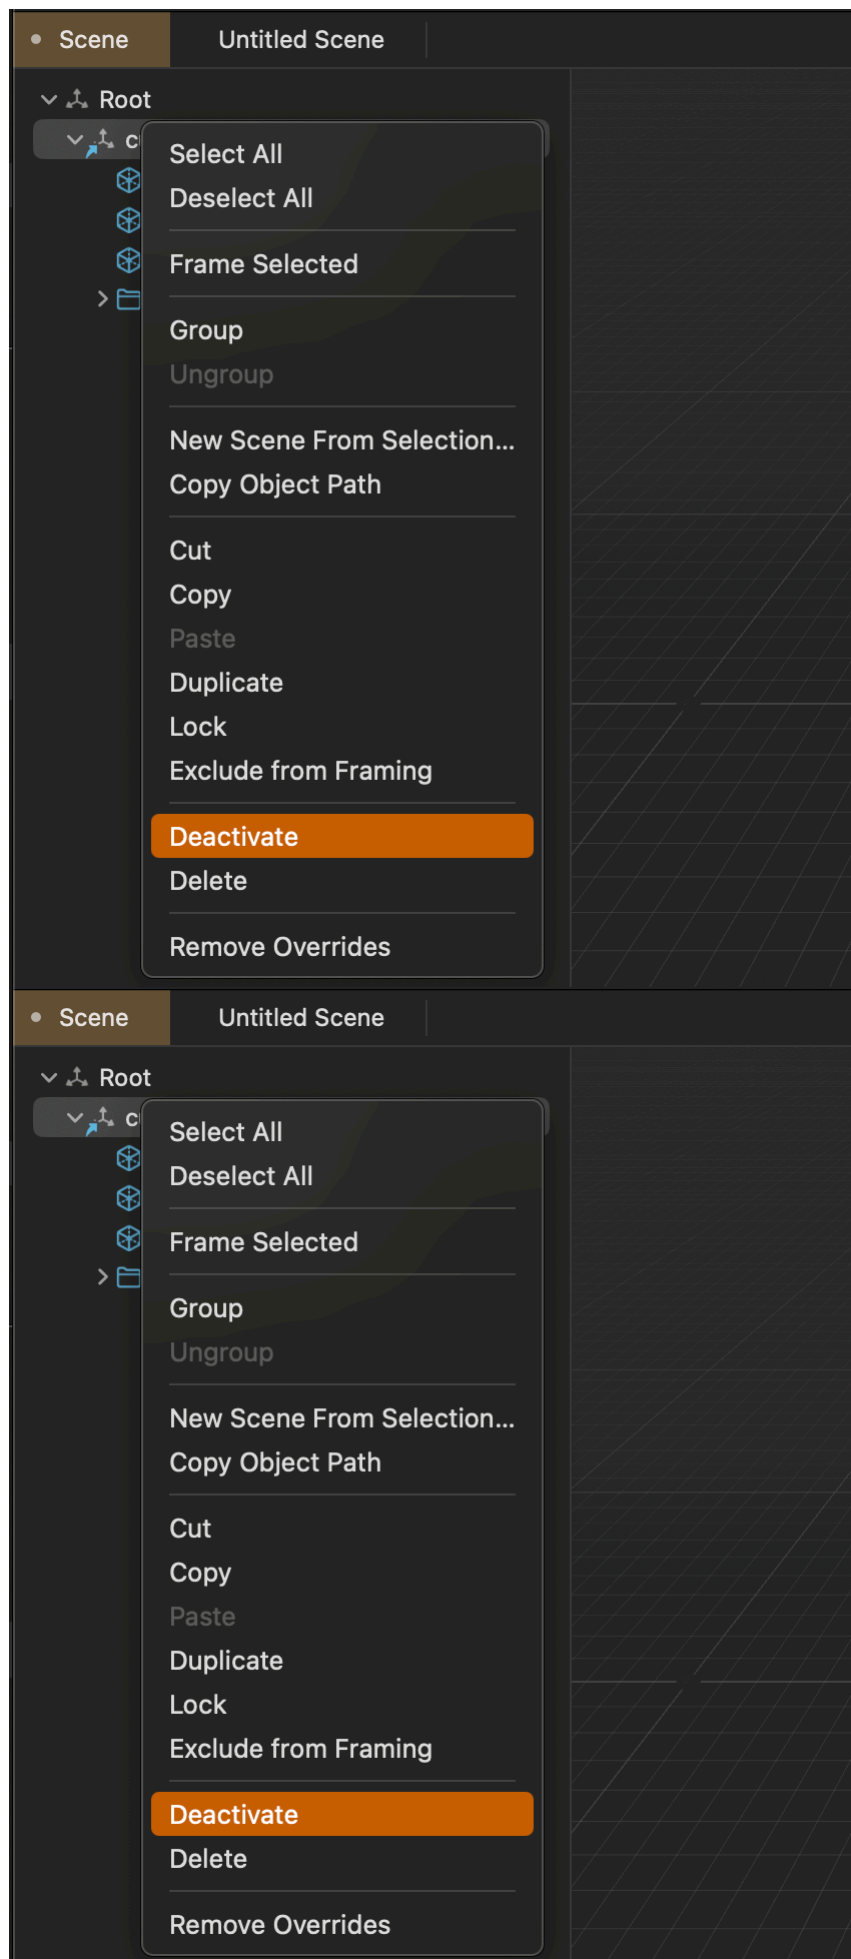 Scene Untitled Scene
Root
Select All
Deselect All
Frame Selected
Group
Ungroup
New Scene From Selection...
Copy Object Path
Cut
Copy
Paste
Duplicate
Lock
Exclude from Framing
Deactivate
Delete
Remove Overrides
Scene Untitled Scene
Root
Select All
Deselect All
Frame Selected
Group
Ungroup
New Scene From Selection...
Copy Object Path
Cut
Copy
Paste
Duplicate
Lock
Exclude from Framing
Deactivate
Delete
Remove Overrides